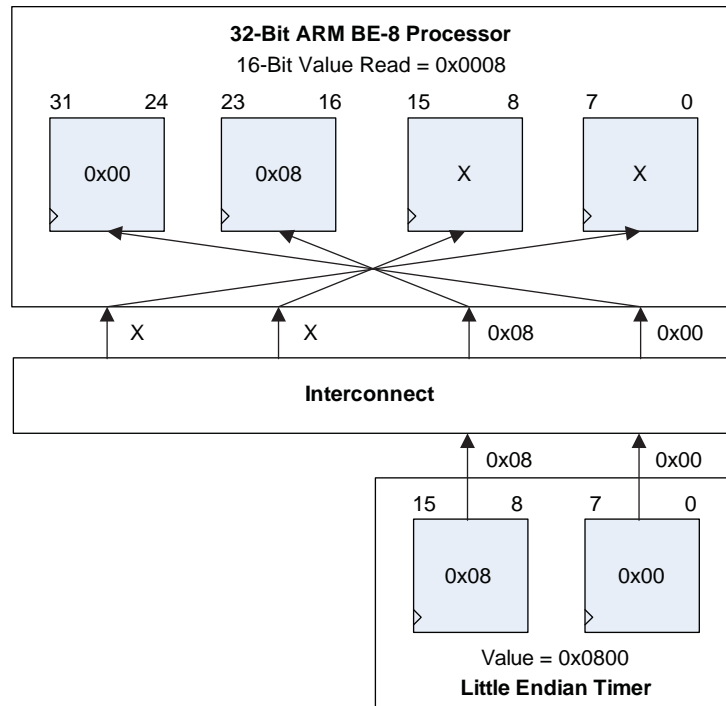 32-Bit ARM BE-8 Processor
16-Bit Value Read = 0x0008
31 24 23 16 15 8 7 0
0x00 0x08 X X
X X 0x08 0x00
Interconnect
0x08 0x00
15 8 7 0
0x08 0x00
Value = 0x0800
Little Endian Timer